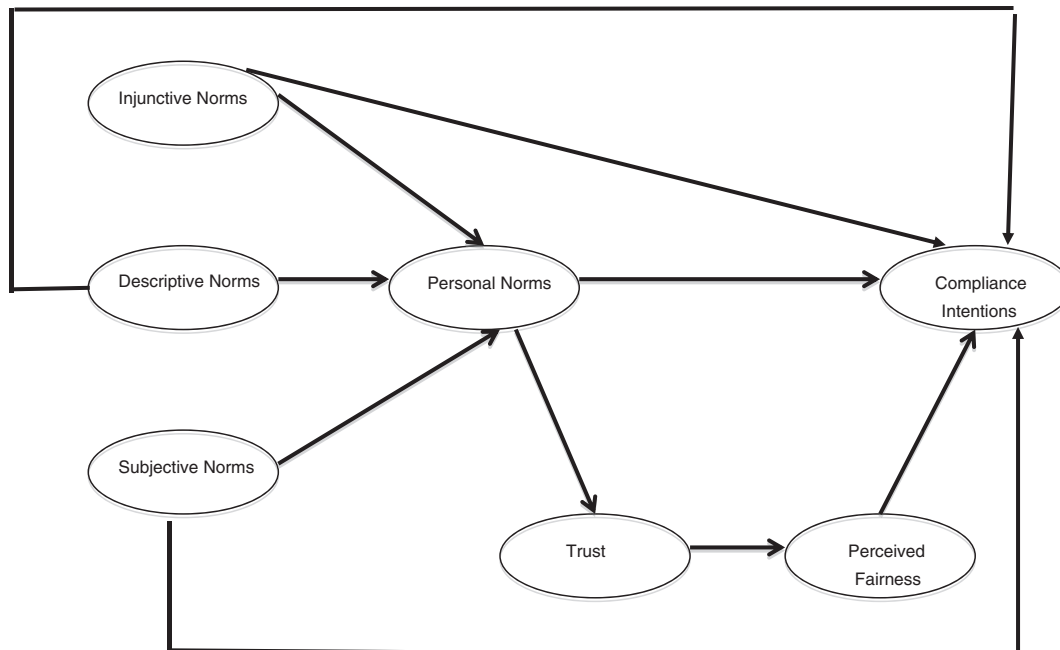 Injunctive Norms
Descriptive Norms
Personal Norms
Compliance
Intentions
Subjective Norms
Trust
Perceived
Fairness